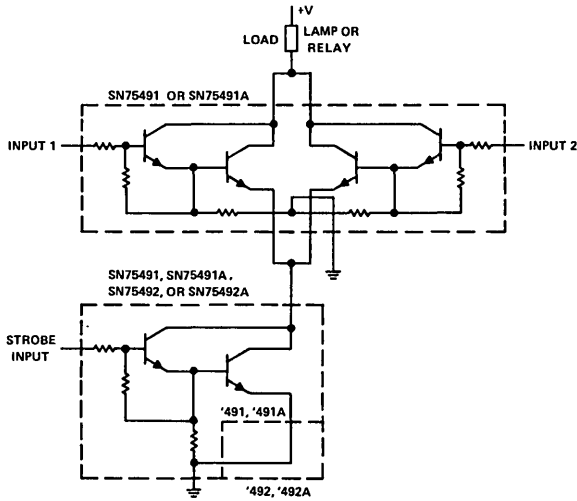 +V
LOAD
LAMP OR
RELAY
SN75491 OR SN75491A
INPUT 1
INPUT 2
SN75491, SN75491A,
SN75492, OR SN75492A
STROBE
INPUT
'491, '491A
'492, '492A